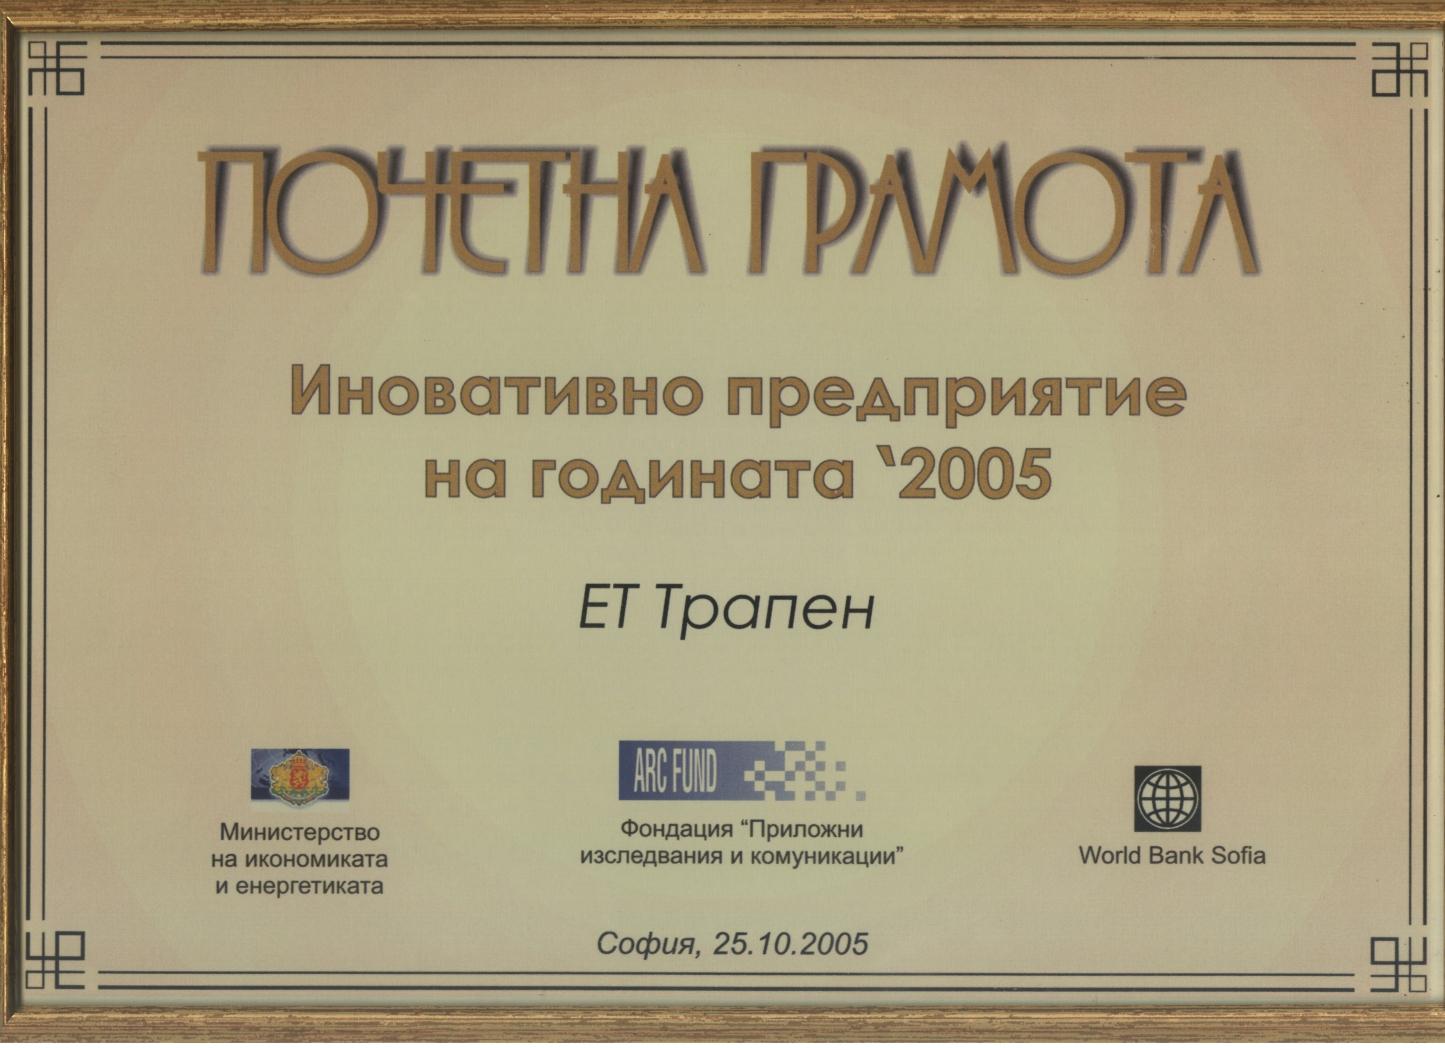 ПОЧЕТНА ГРАМОТА
Иновативно предприятие
на годината ‵2005
ЕТ Трапен
ARC FUND
Министерство
на икономиката
и енергетиката
Фондация “Приложни
изследвания и комуникации”
World Bank Sofia
София, 25.10.2005